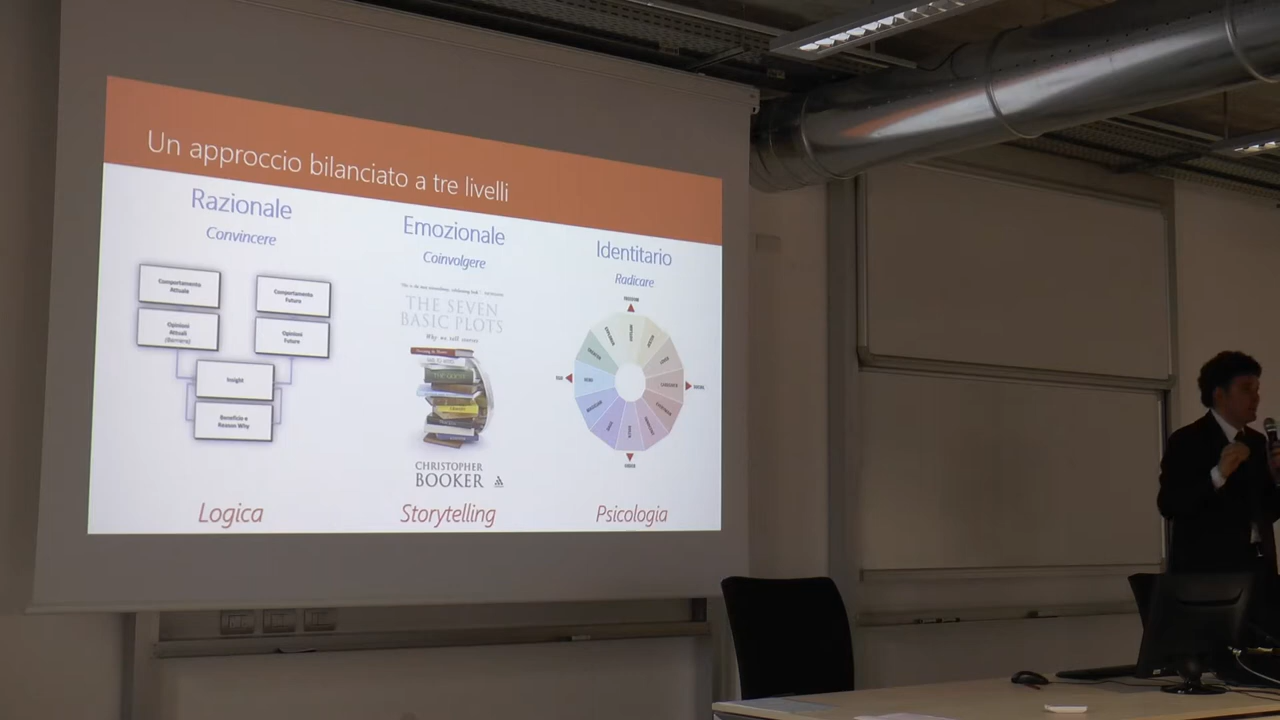 Un approccio bilanciato a tre livelli
Razionale
Convincere
Comportamento
Attuale
Opinioni
Attuali
(Barriere)
Comportamento
Futuro
Opinioni
Future
Insight
Beneficio e
Reason Why
Logica
Emozionale
Coinvolgere
THE SEVEN
BASIC PLOTS
Why we tell stories
CHRISTOPHER
BOOKER
Storytelling
Identitario
Radicare
Psicologia